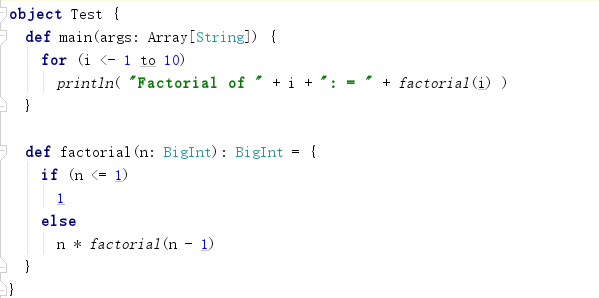 object Test {
  def main(args: Array[String]) {
    for (i <- 1 to 10)
      println( "Factorial of " + i + ": = " + factorial(i) )
  }

  def factorial(n: BigInt): BigInt = {
    if (n <= 1)
      1
    else
      n * factorial(n - 1)
  }
}